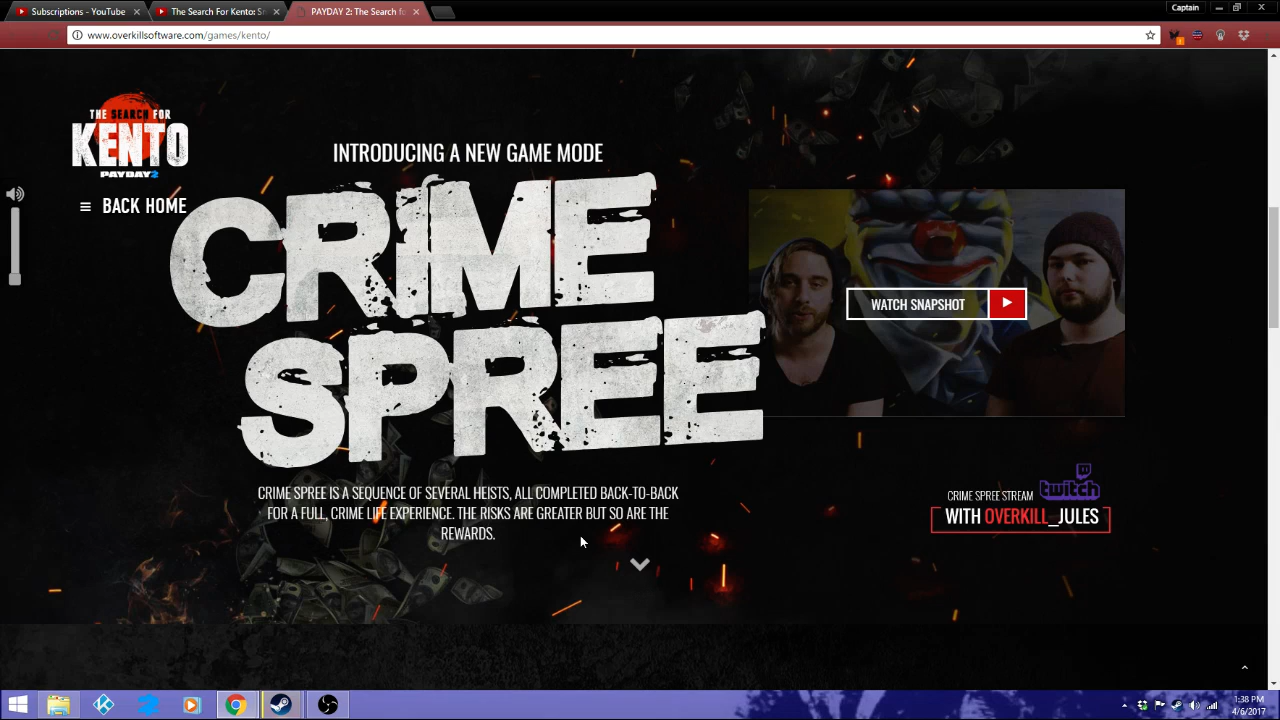 Subscriptions - YouTube
The Search For Kento: S
PAYDAY 2: The Search fo
Captain
www.overkillsoftware.com/games/kento/
THE SEARCH FOR
KENTO
PAYDAY 2
BACK HOME
INTRODUCING A NEW GAME MODE
CRIME
SPREE
WATCH SNAPSHOT
CRIME SPREE IS A SEQUENCE OF SEVERAL HEISTS, ALL COMPLETED BACK-TO-BACK
FOR A FULL, CRIME LIFE EXPERIENCE. THE RISKS ARE GREATER BUT SO ARE THE
REWARDS.
CRIME SPREE STREAM twitch
WITH OVERKILL_JULES
1:38 PM
4/6/2017